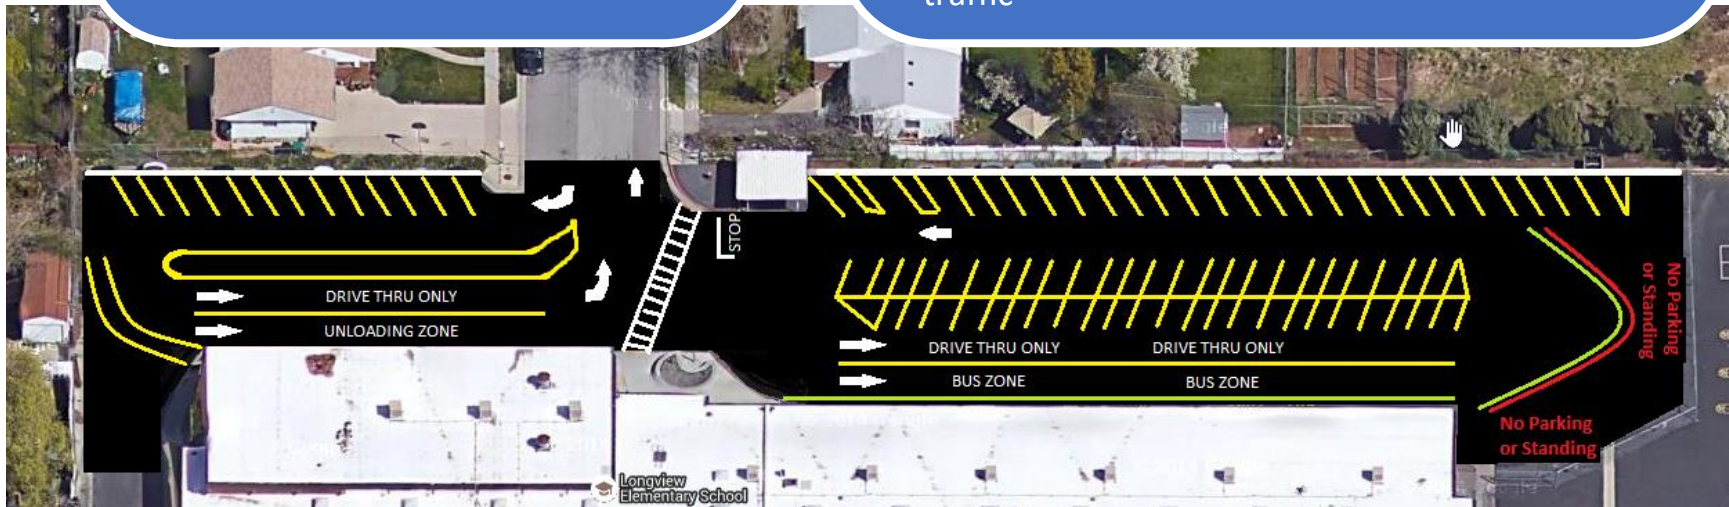 traffic
STOP
DRIVE THRU ONLY
UNLOADING ZONE
DRIVE THRU ONLY DRIVE THRU ONLY
BUS ZONE BUS ZONE
No Parking
or Standing
No Parking
or Standing
Longview
Elementary School